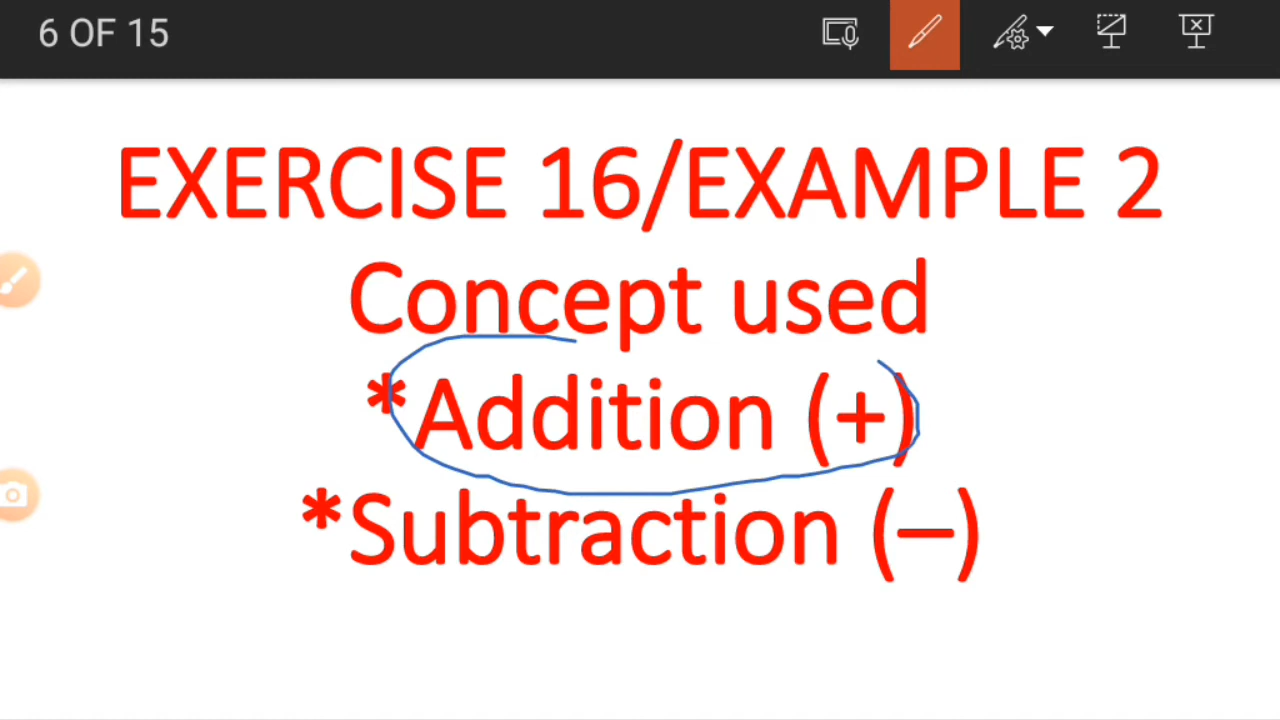 6 OF 15
EXERCISE 16/EXAMPLE 2
Concept used
*Addition (+)
*Subtraction (–)